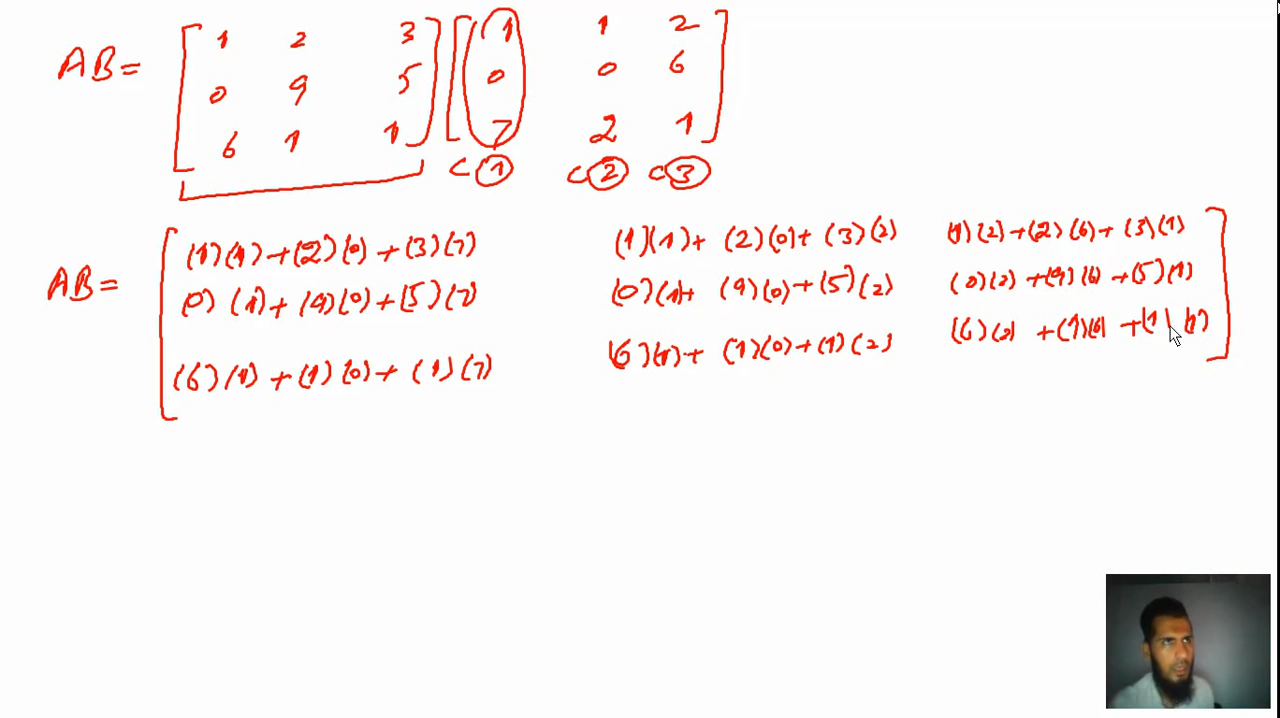 AB = [ 1 2 3 ] [ 1 1 2 ]
0 9 5 0 0 6
6 1 1 7 2 1
C 1 C 2 C 3
(1)(1)+(2)(0)+(3)(7) (1)(1)+(2)(0)+(3)(2) (1)(2)+(2)(6)+(3)(1)
AB = (0)(1)+(9)(0)+(5)(7) (0)(1)+(9)(0)+(5)(2) (0)(2)+(9)(6)+(5)(1)
(6)(1)+(1)(0)+(1)(7) (6)(1)+(1)(0)+(1)(2) (6)(2)+(1)(6)+(1)(1)